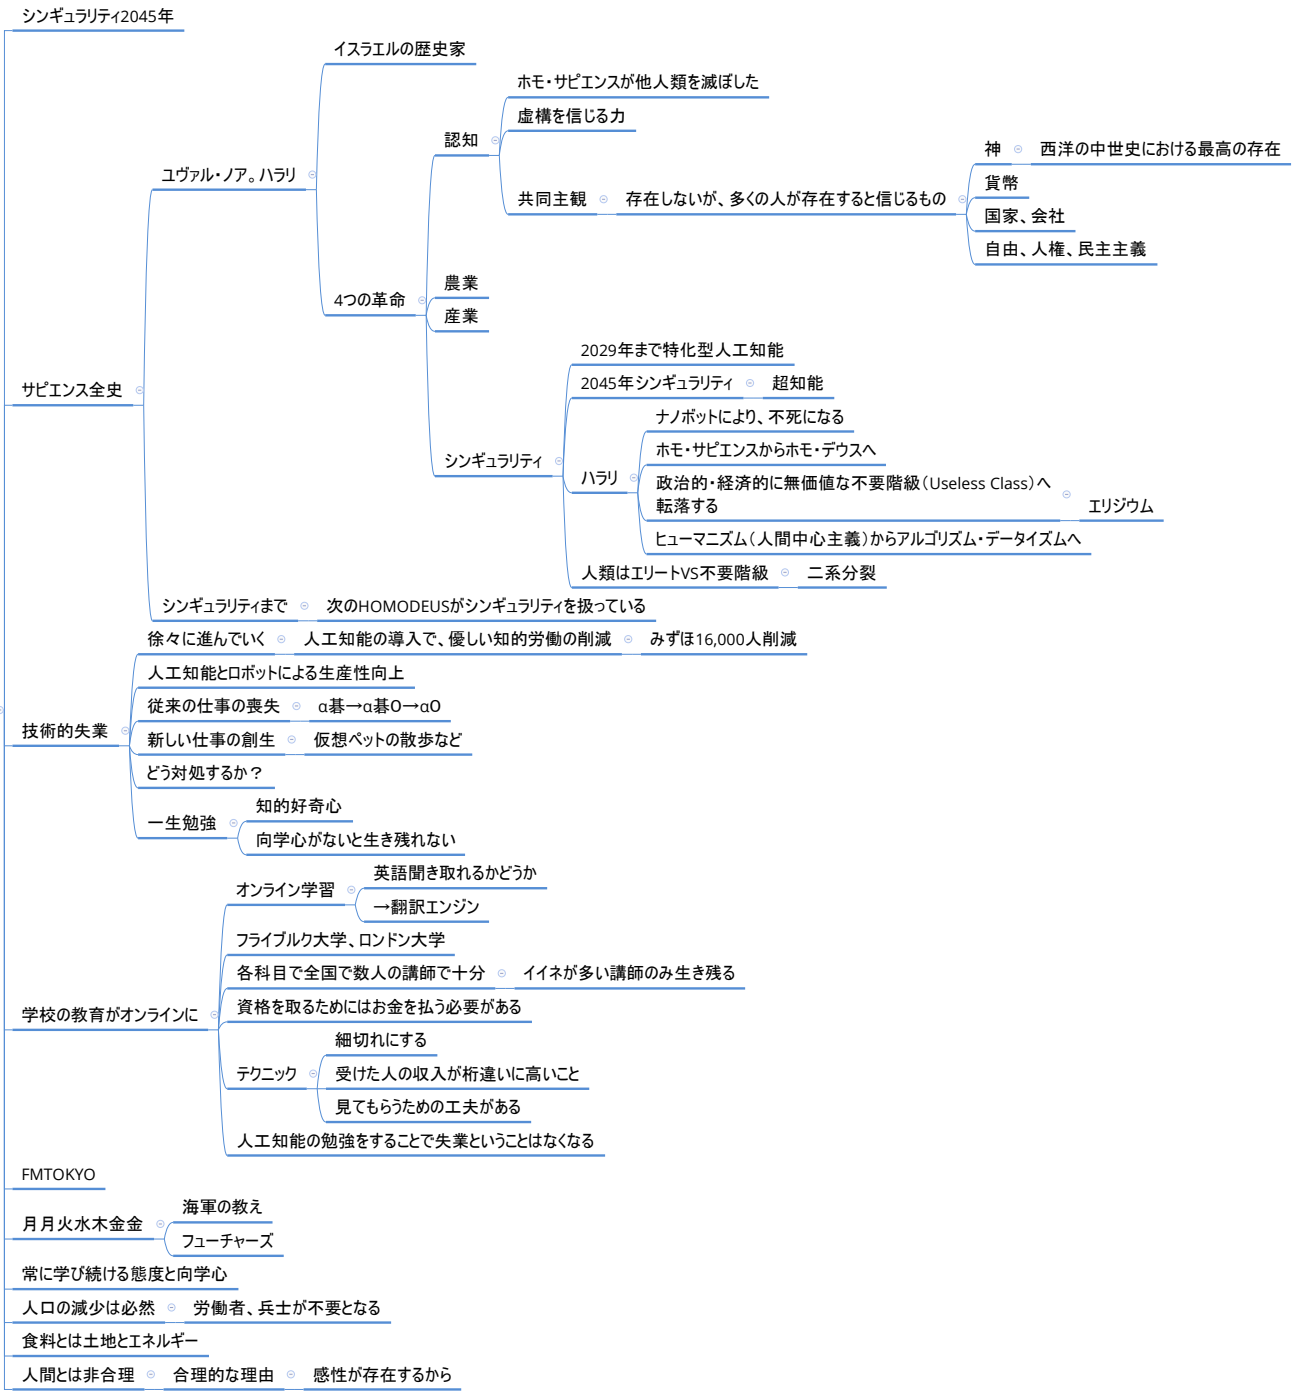 シンギュラリティ2045年
サピエンス全史
ユヴァル・ノア。ハラリ
イスラエルの歴史家
4つの革命
認知
ホモ・サピエンスが他人類を滅ぼした
虚構を信じる力
共同主観
存在しないが、多くの人が存在すると信じるもの
神
西洋の中世史における最高の存在
貨幣
国家、会社
自由、人権、民主主義
農業
産業
シンギュラリティ
2029年まで特化型人工知能
2045年シンギュラリティ
超知能
ハラリ
ナノボットにより、不死になる
ホモ・サピエンスからホモ・デウスへ
政治的・経済的に無価値な不要階級（Useless Class）へ
転落する
エリジウム
ヒューマニズム（人間中心主義）からアルゴリズム・データイズムへ
人類はエリートVS不要階級
二系分裂
シンギュラリティまで
次のHOMODEUSがシンギュラリティを扱っている
技術的失業
徐々に進んでいく
人工知能の導入で、優しい知的労働の削減
みずほ16,000人削減
人工知能とロボットによる生産性向上
従来の仕事の喪失
α碁→α碁O→αO
新しい仕事の創生
仮想ペットの散歩など
どう対処するか？
一生勉強
知的好奇心
向学心がないと生き残れない
学校の教育がオンラインに
オンライン学習
英語聞き取れるかどうか
→翻訳エンジン
フライブルク大学、ロンドン大学
各科目で全国で数人の講師で十分
イイネが多い講師のみ生き残る
資格を取るためにはお金を払う必要がある
テクニック
細切れにする
受けた人の収入が桁違いに高いこと
見てもらうための工夫がある
人工知能の勉強をすることで失業ということはなくなる
FMTOKYO
月月火水木金金
海軍の教え
フューチャーズ
常に学び続ける態度と向学心
人口の減少は必然
労働者、兵士が不要となる
食料とは土地とエネルギー
人間とは非合理
合理的な理由
感性が存在するから